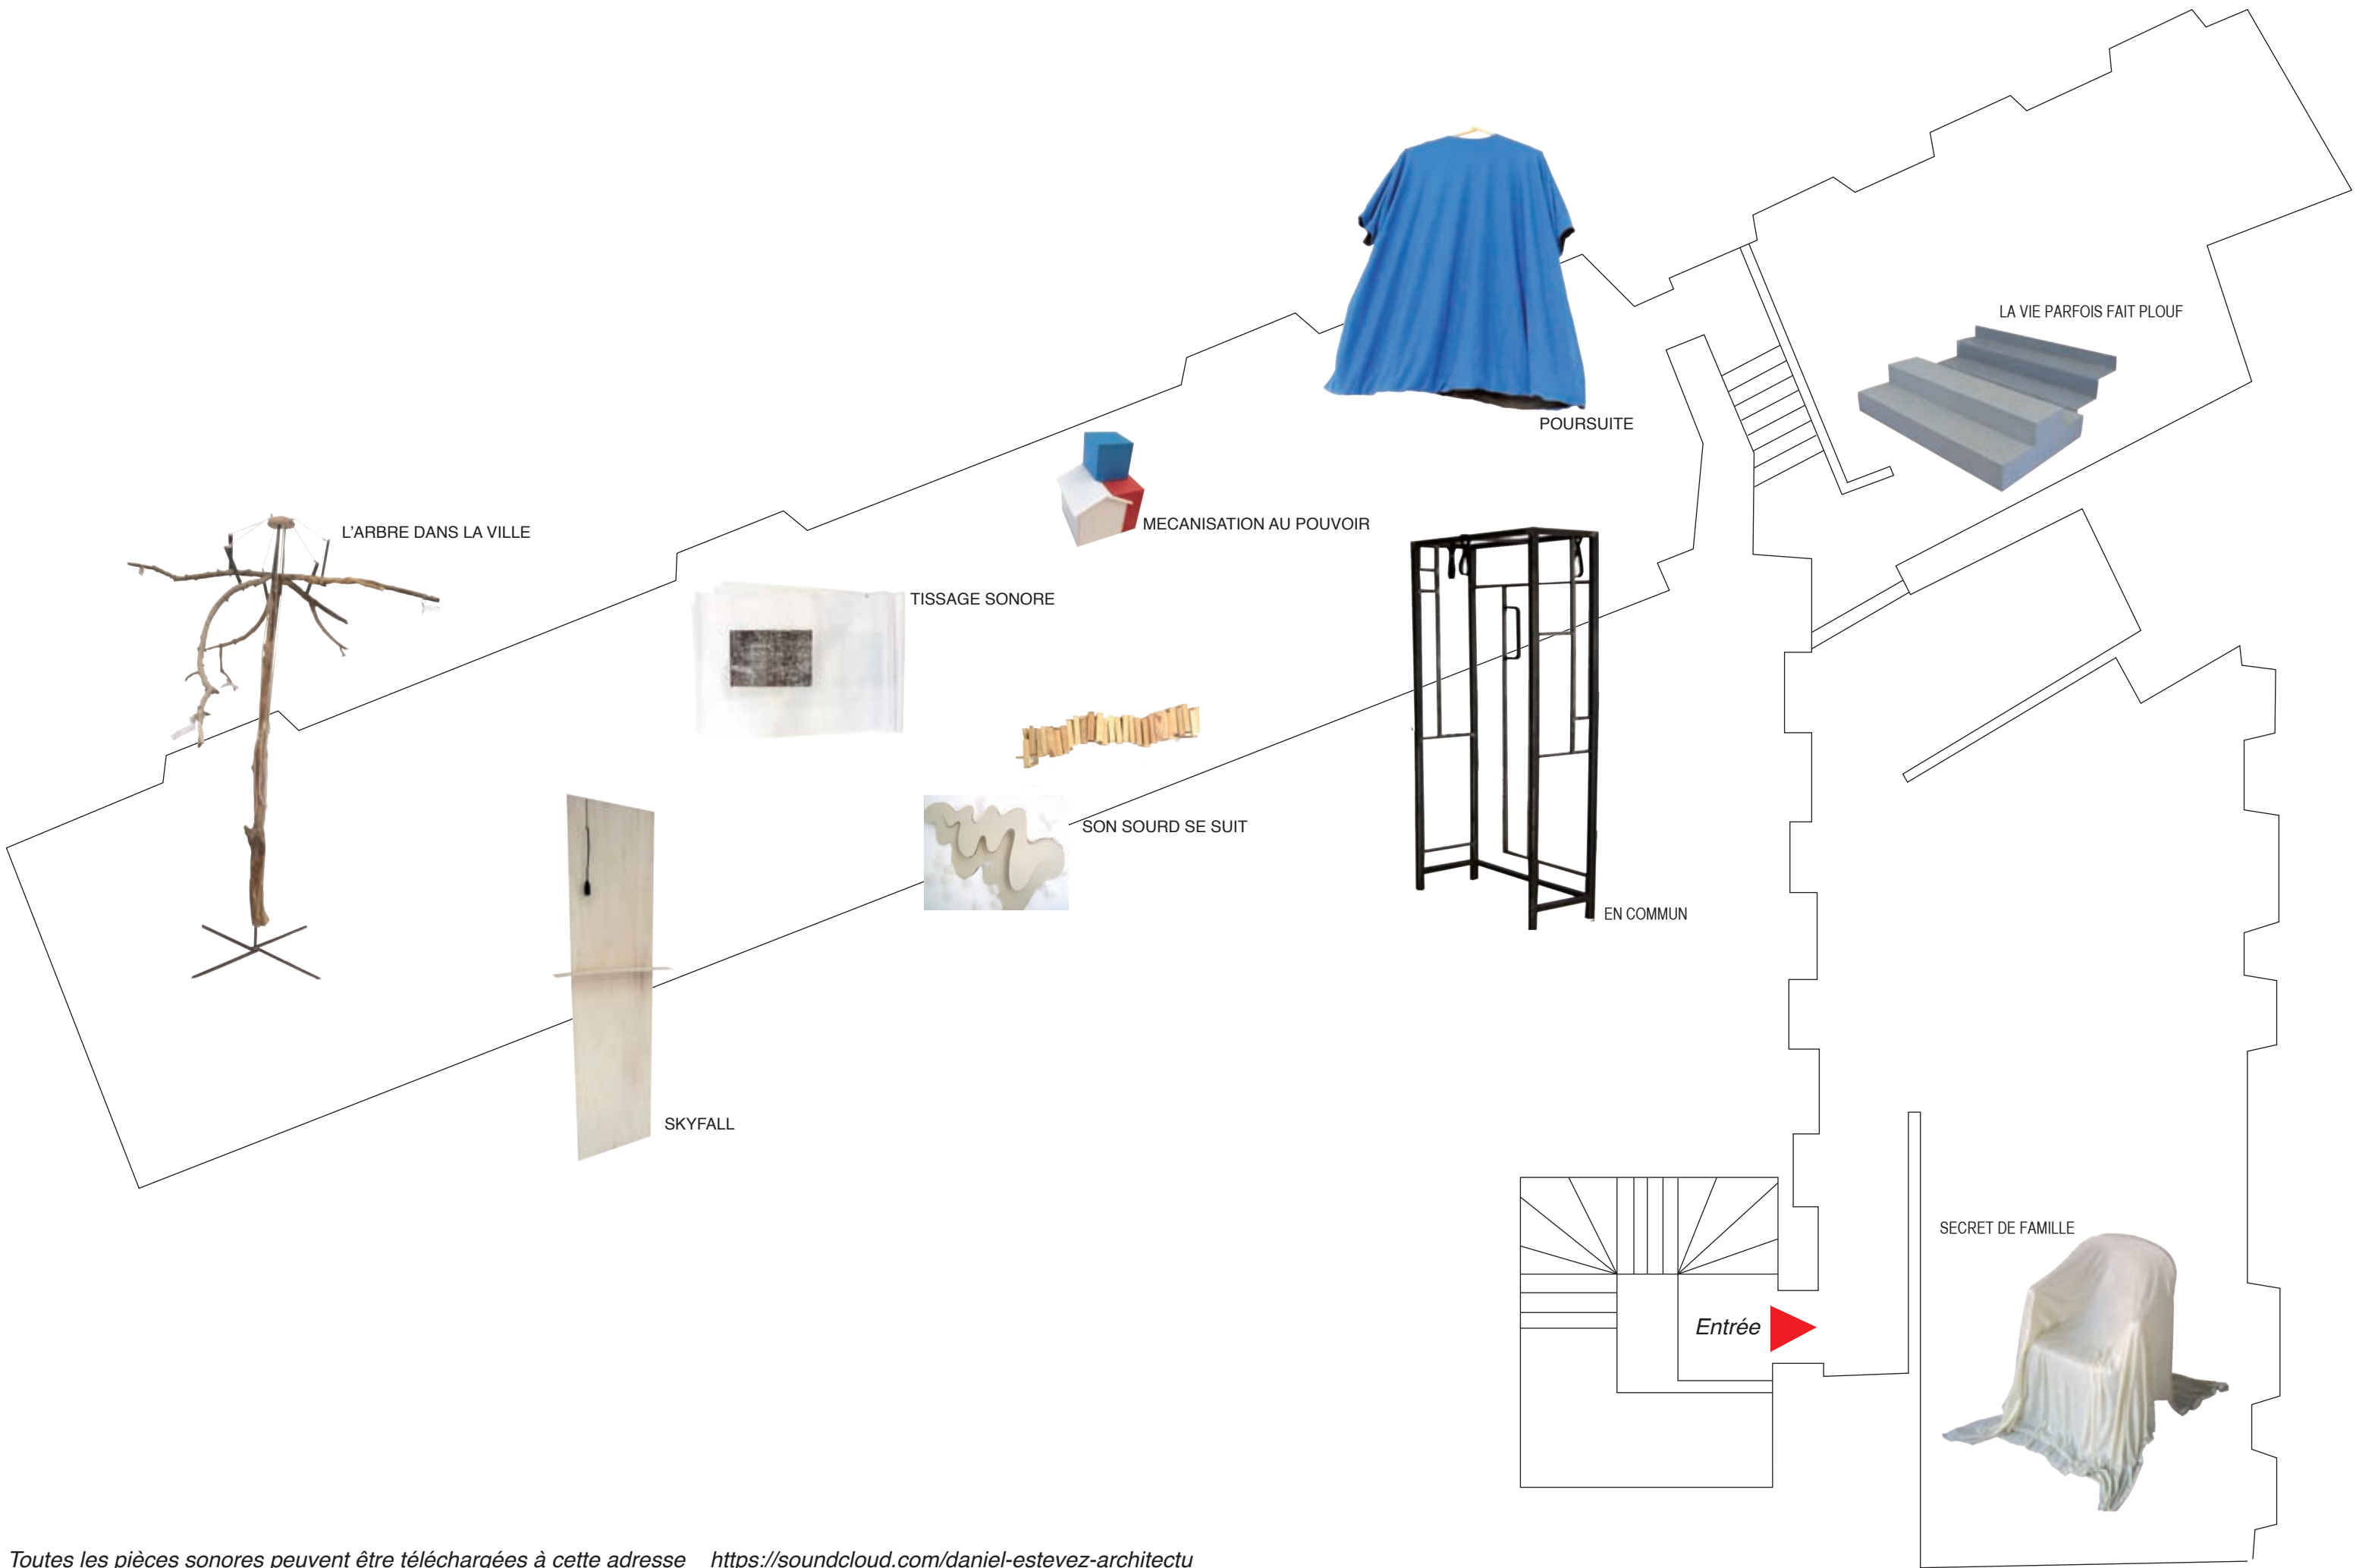 LA VIE PARFOIS FAIT PLOUF
POURSUITE
MECANISATION AU POUVOIR
L'ARBRE DANS LA VILLE
TISSAGE SONORE
SON SOURD SE SUIT
EN COMMUN
SKYFALL
SECRET DE FAMILLE
Entrée
Toutes les pièces sonores peuvent être téléchargées à cette adresse https://soundcloud.com/daniel-estevez-architectu